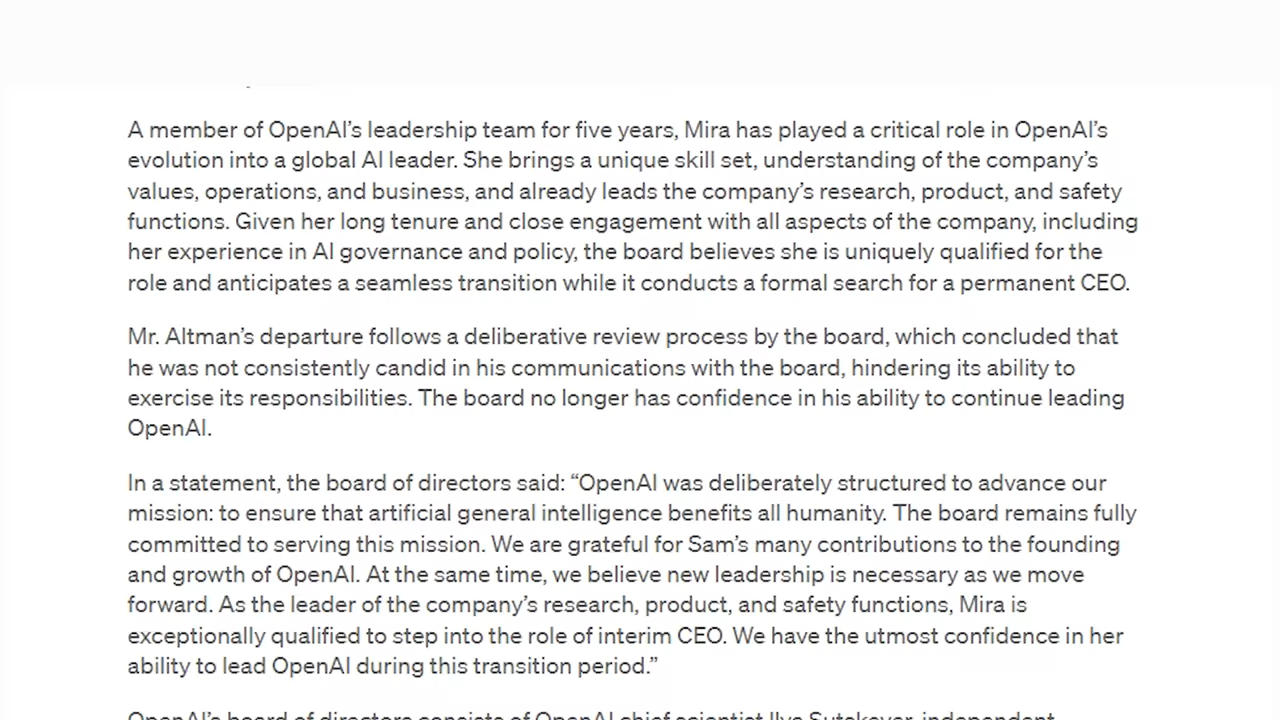 A member of OpenAI’s leadership team for five years, Mira has played a critical role in OpenAI’s
evolution into a global AI leader. She brings a unique skill set, understanding of the company’s
values, operations, and business, and already leads the company’s research, product, and safety
functions. Given her long tenure and close engagement with all aspects of the company, including
her experience in AI governance and policy, the board believes she is uniquely qualified for the
role and anticipates a seamless transition while it conducts a formal search for a permanent CEO.
Mr. Altman’s departure follows a deliberative review process by the board, which concluded that
he was not consistently candid in his communications with the board, hindering its ability to
exercise its responsibilities. The board no longer has confidence in his ability to continue leading
OpenAI.
In a statement, the board of directors said: “OpenAI was deliberately structured to advance our
mission: to ensure that artificial general intelligence benefits all humanity. The board remains fully
committed to serving this mission. We are grateful for Sam’s many contributions to the founding
and growth of OpenAI. At the same time, we believe new leadership is necessary as we move
forward. As the leader of the company’s research, product, and safety functions, Mira is
exceptionally qualified to step into the role of interim CEO. We have the utmost confidence in her
ability to lead OpenAI during this transition period.”
OpenAI’s board of directors consists of OpenAI chief scientist Ilya Sutskever, independent